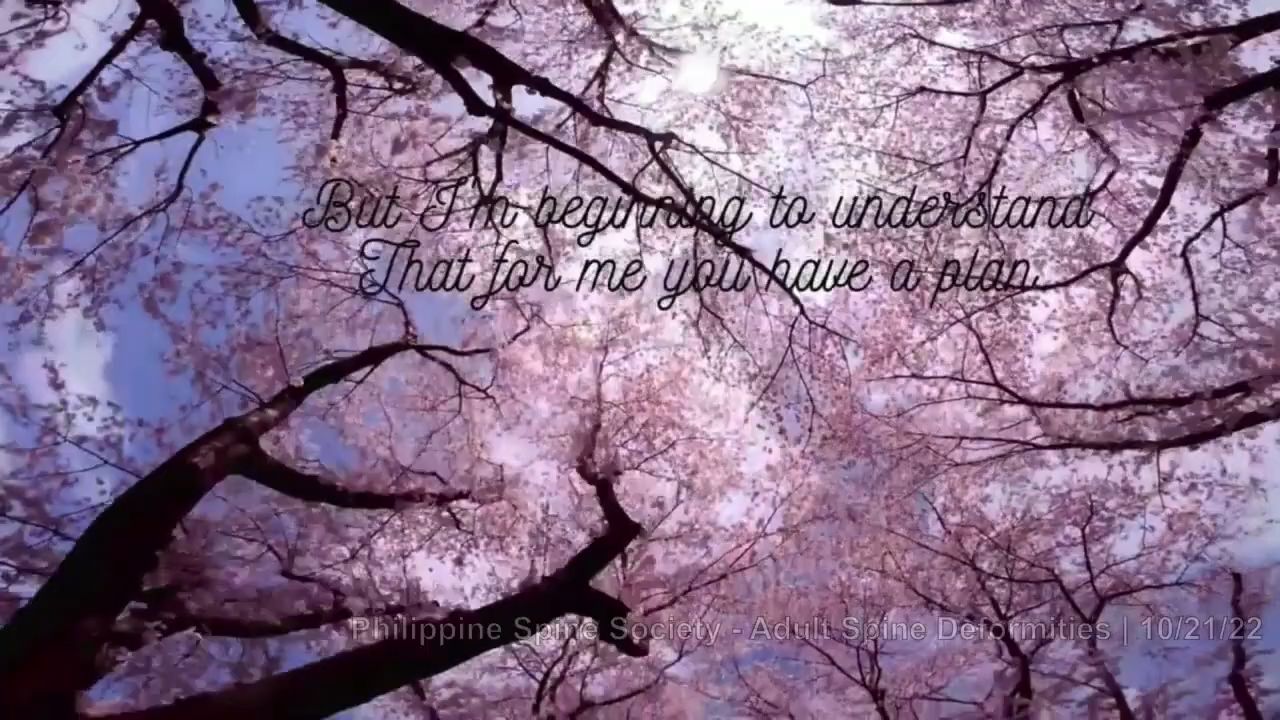 But I'm beginning to understand
That for me you have a plan
Philippine Spine Society - Adult Spine Deformities | 10/21/22